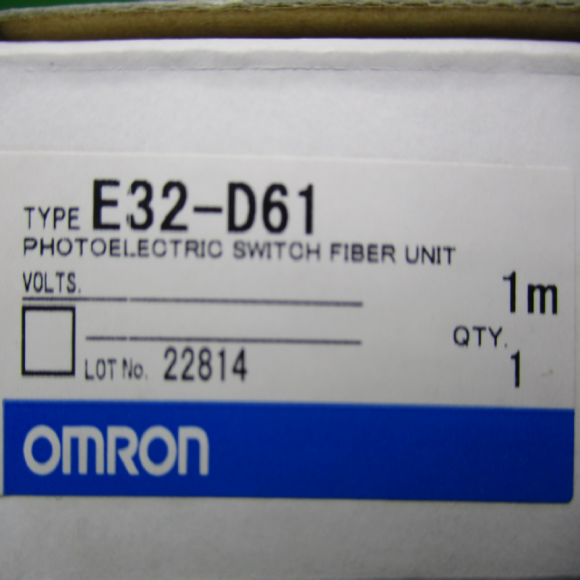 TYPE E32-D61
PHOTOELECTRIC SWITCH FIBER UNIT
VOLTS.
1m
QTY.
LOT No. 22814
1
OMRON